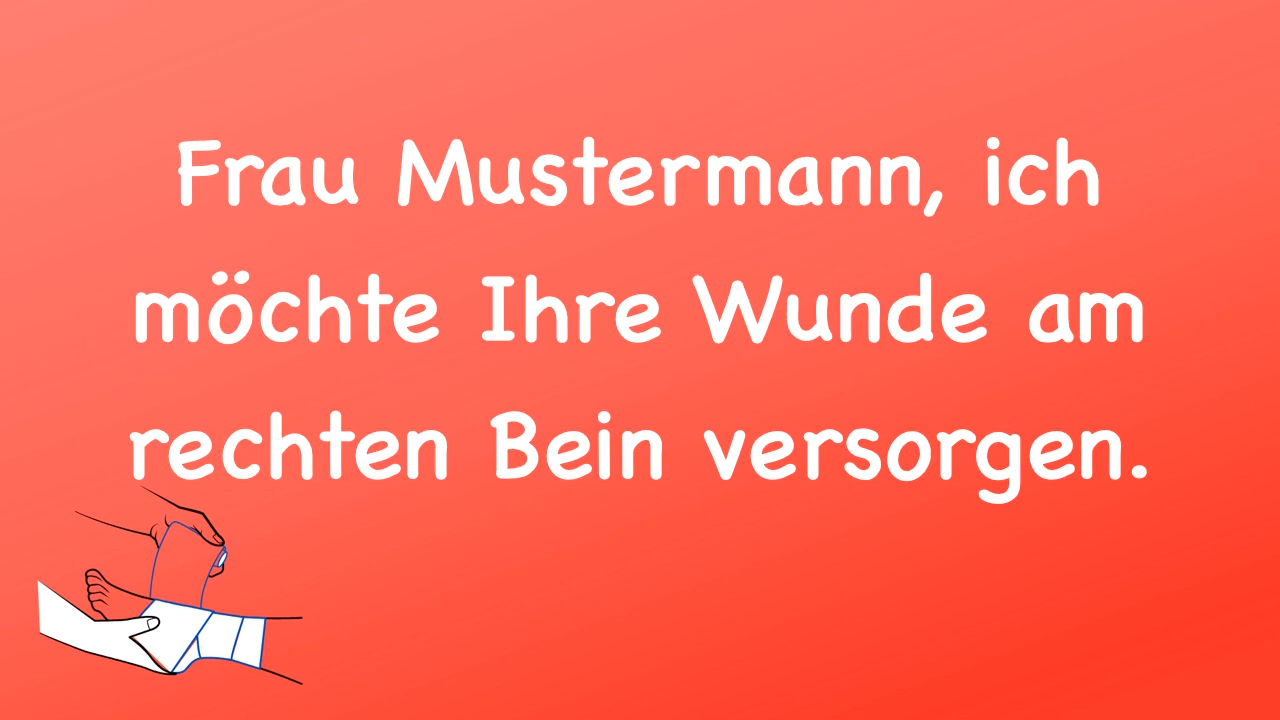 Frau Mustermann, ich
möchte Ihre Wunde am
rechten Bein versorgen.